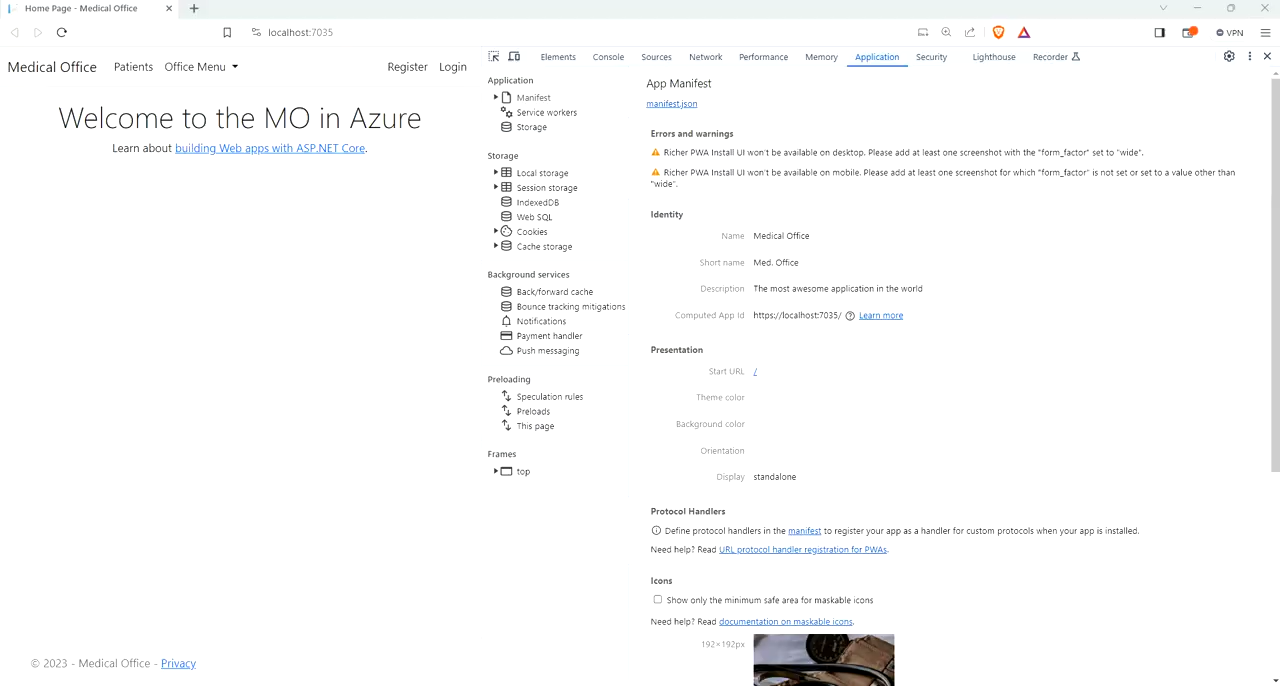 Home Page - Medical Office
localhost:7035
VPN
Medical Office
Patients
Office Menu
Register
Login
Welcome to the MO in Azure
Learn about building Web apps with ASP.NET Core.
© 2023 - Medical Office - Privacy
Elements
Console
Sources
Network
Performance
Memory
Application
Security
Lighthouse
Recorder
Application
Manifest
Service workers
Storage
Storage
Local storage
Session storage
IndexedDB
Web SQL
Cookies
Cache storage
Background services
Back/forward cache
Bounce tracking mitigations
Notifications
Payment handler
Push messaging
Preloading
Speculation rules
Preloads
This page
Frames
top
App Manifest
manifest.json
Errors and warnings
Richer PWA Install UI won't be available on desktop. Please add at least one screenshot with the "form_factor" set to "wide".
Richer PWA Install UI won't be available on mobile. Please add at least one screenshot for which "form_factor" is not set or set to a value other than
"wide".
Identity
Name Medical Office
Short name Med. Office
Description The most awesome application in the world
Computed App Id https://localhost:7035/ Learn more
Presentation
Start URL /
Theme color
Background color
Orientation
Display standalone
Protocol Handlers
Define protocol handlers in the manifest to register your app as a handler for custom protocols when your app is installed.
Need help? Read URL protocol handler registration for PWAs.
Icons
Show only the minimum safe area for maskable icons
Need help? Read documentation on maskable icons.
192×192px